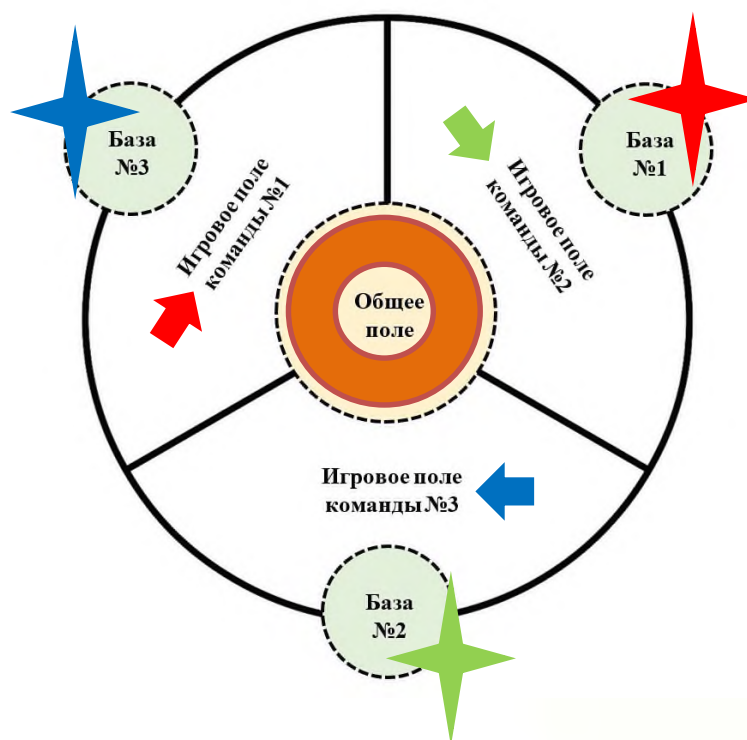 База
№3
База
№1
Игровое поле
команды №1
Игровое поле
команды №2
Общее
поле
Игровое поле
команды №3
База
№2